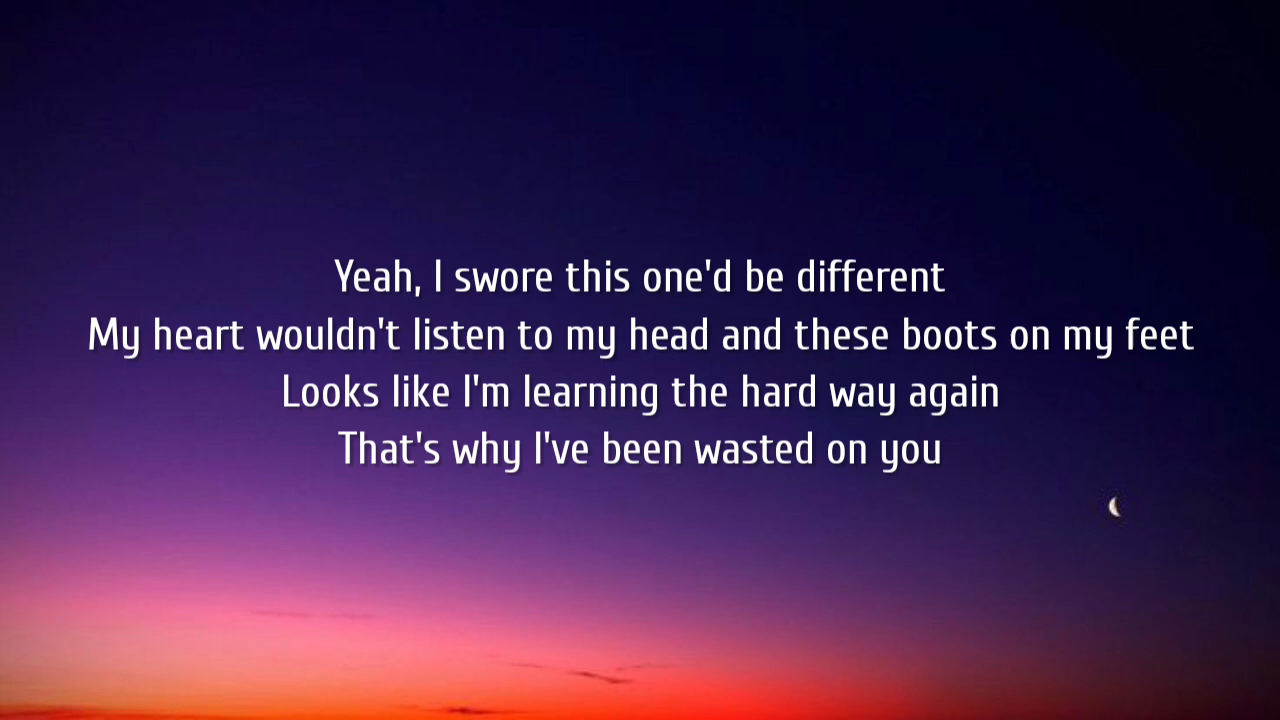 Yeah, I swore this one'd be different
My heart wouldn't listen to my head and these boots on my feet
Looks like I'm learning the hard way again
That's why I've been wasted on you